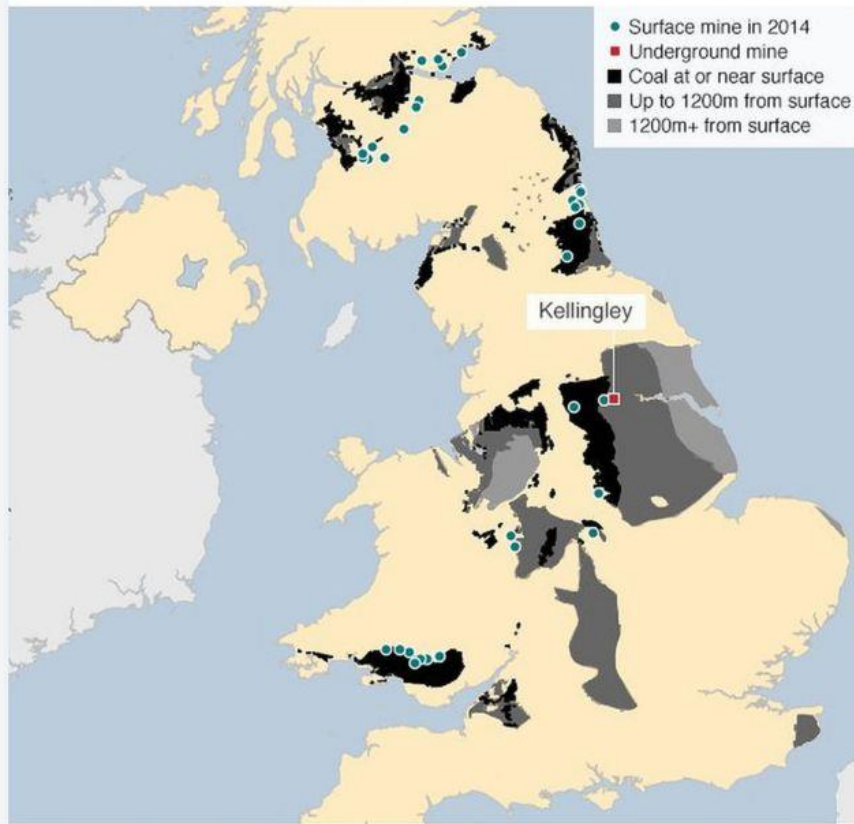 Surface mine in 2014
Underground mine
Coal at or near surface
Up to 1200m from surface
1200m+ from surface
Kellingley